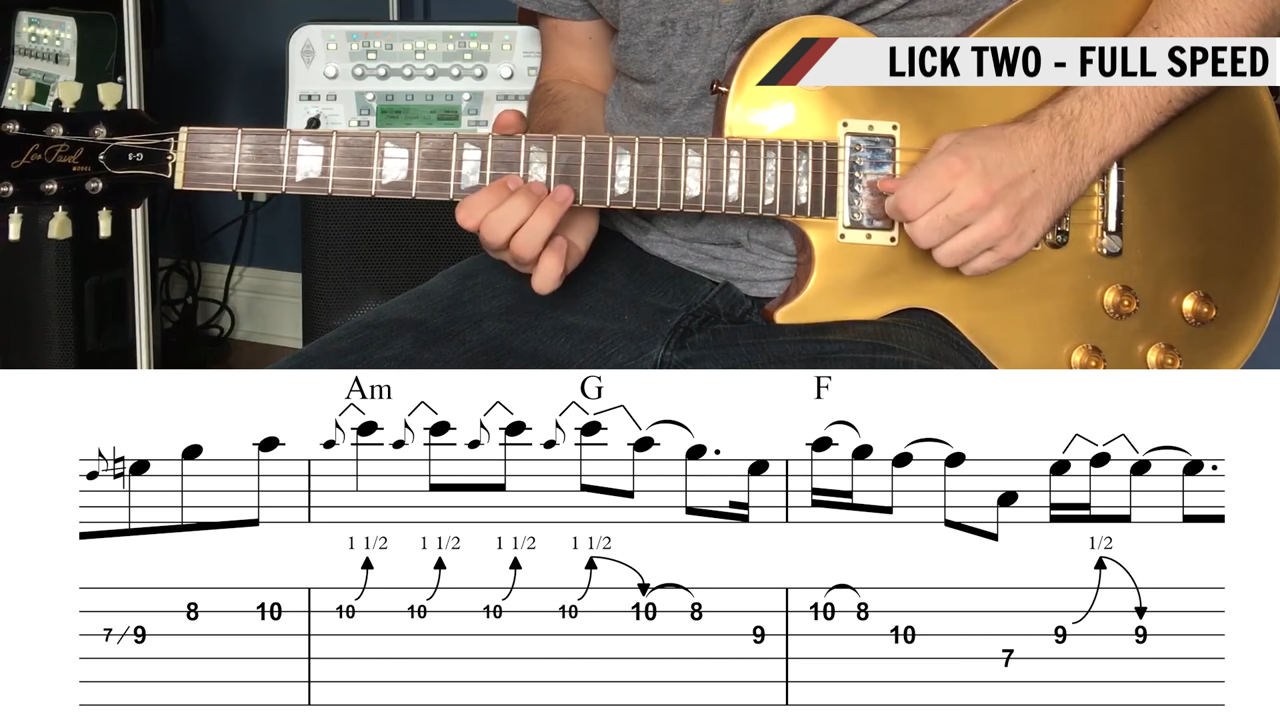 LICK TWO - FULL SPEED
Les Paul
MODEL
G-3
Am G F
1 1/2 1 1/2 1 1/2 1 1/2 1/2
8 10 10 10 10 10 10 8 10 8
7 9 9 10 9 9
7